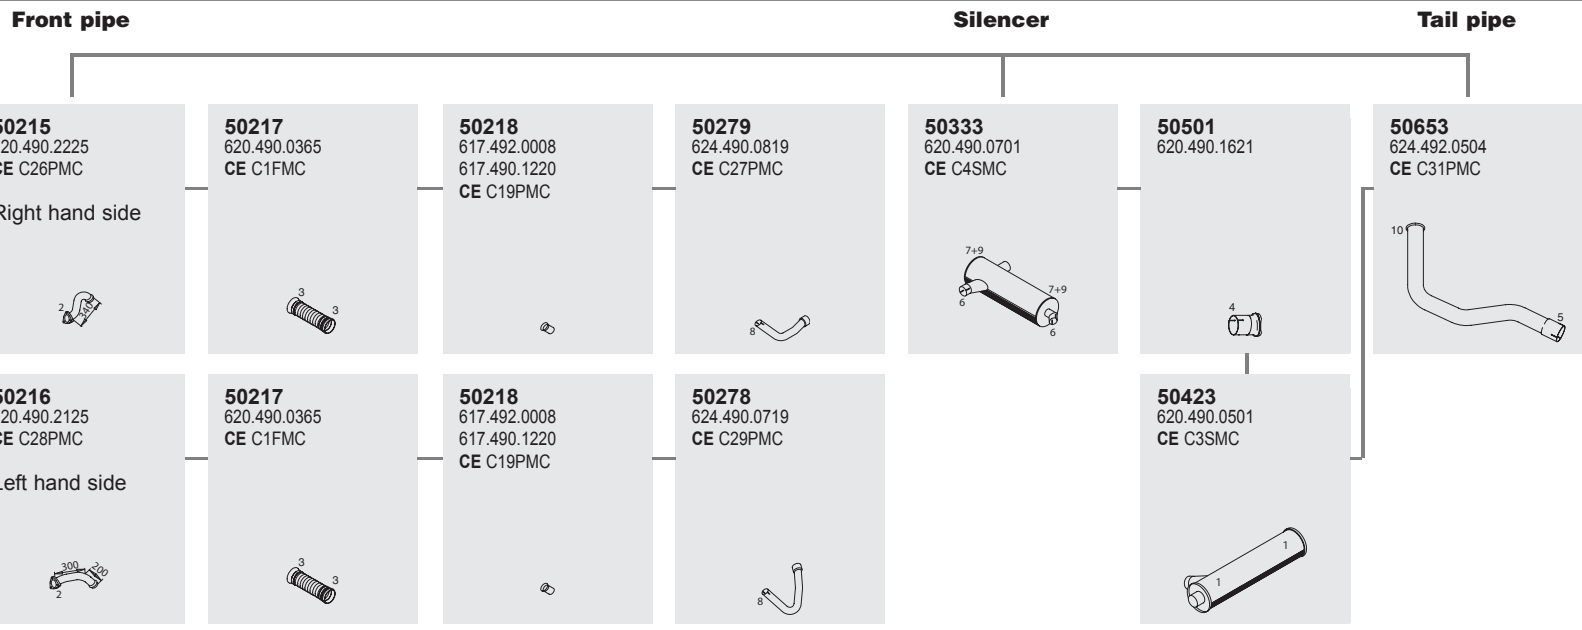 Front pipe
Silencer
Tail pipe
50215
20.490.2225
CE C26PMC
Right hand side
2
340
50217
620.490.0365
CE C1FMC
3
3
50218
617.492.0008
617.490.1220
CE C19PMC
50279
624.490.0819
CE C27PMC
8
50333
620.490.0701
CE C4SMC
7+9
7+9
6
6
50501
620.490.1621
4
50653
624.492.0504
CE C31PMC
10
5
50216
20.490.2125
CE C28PMC
Left hand side
300
200
2
50217
620.490.0365
CE C1FMC
3
3
50218
617.492.0008
617.490.1220
CE C19PMC
50278
624.490.0719
CE C29PMC
8
50423
620.490.0501
CE C3SMC
1
1